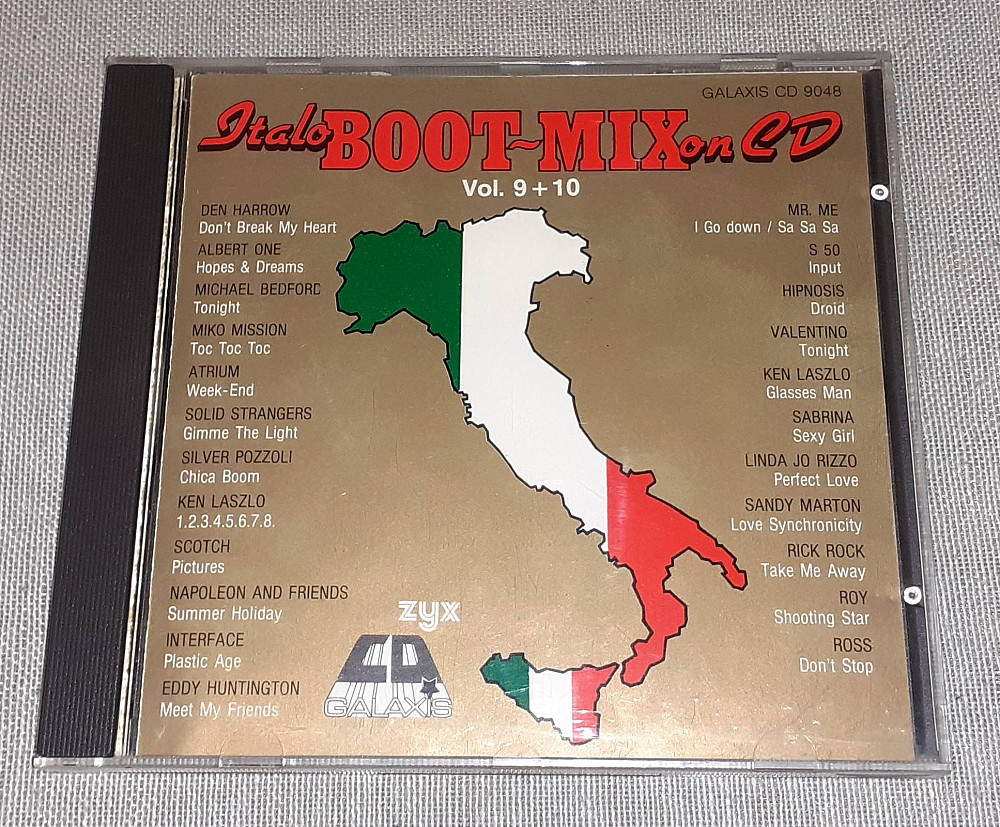 GALAXIS CD 9048
Italo BOOT~MIX on CD
Vol. 9+10
DEN HARROW
Don't Break My Heart
ALBERT ONE
Hopes & Dreams
MICHAEL BEDFORD
Tonight
MIKO MISSION
Toc Toc Toc
ATRIUM
Week-End
SOLID STRANGERS
Gimme The Light
SILVER POZZOLI
Chica Boom
KEN LASZLO
1.2.3.4.5.6.7.8.
SCOTCH
Pictures
NAPOLEON AND FRIENDS
Summer Holiday
INTERFACE
Plastic Age
EDDY HUNTINGTON
Meet My Friends
MR. ME
I Go down / Sa Sa Sa
S 50
Input
HIPNOSIS
Droid
VALENTINO
Tonight
KEN LASZLO
Glasses Man
SABRINA
Sexy Girl
LINDA JO RIZZO
Perfect Love
SANDY MARTON
Love Synchronicity
RICK ROCK
Take Me Away
ROY
Shooting Star
ROSS
Don't Stop
zyx
CD
GALAXIS